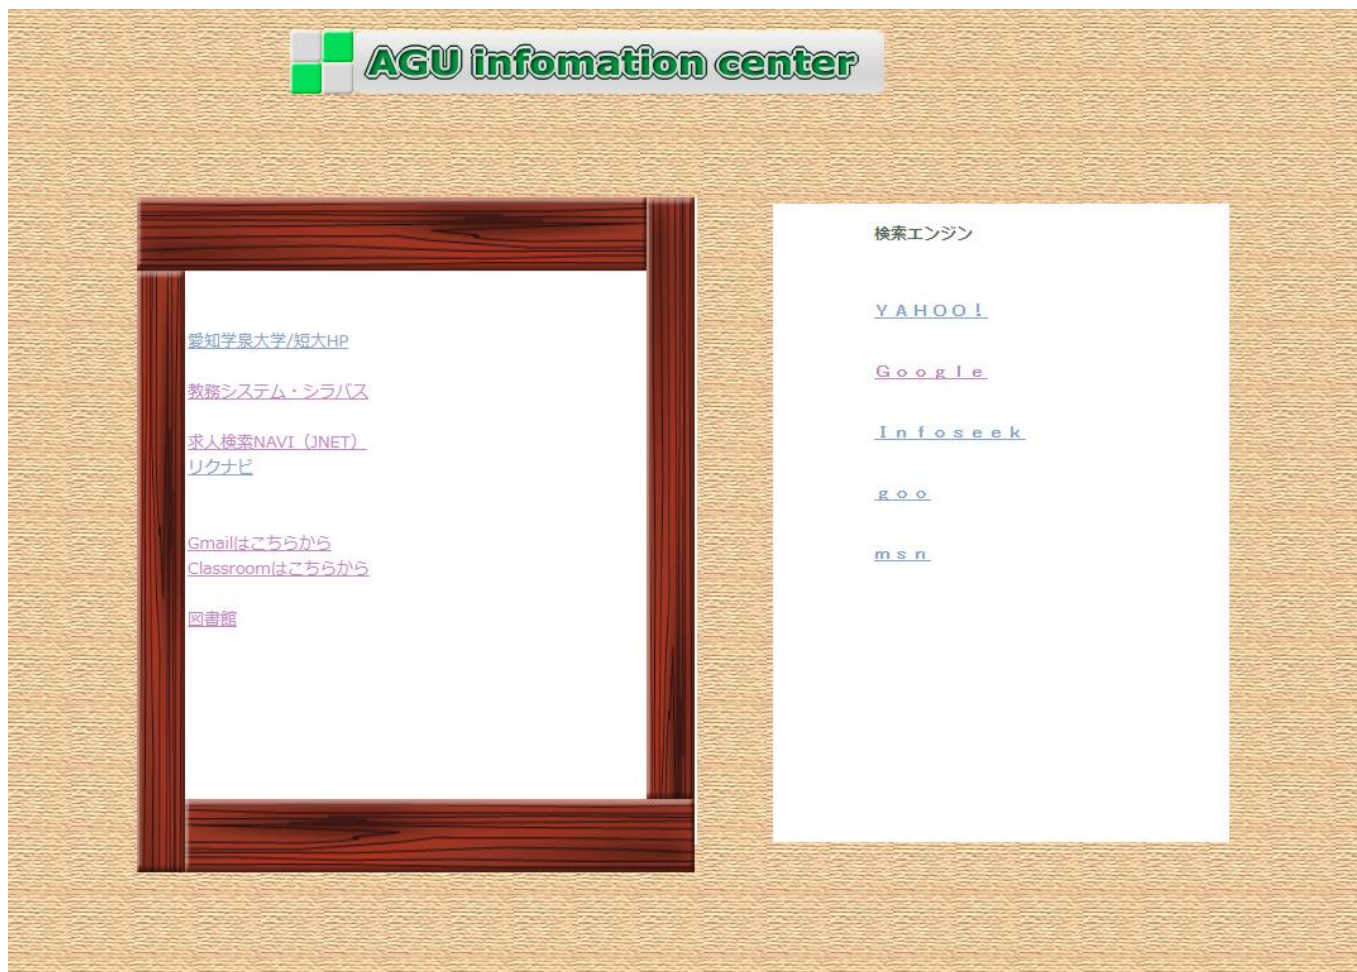 AGU infomation center
愛知学泉大学/短大HP
教務システム・シラバス
求人検索NAVI（JNET）
リクナビ
Gmailはこちらから
Classroomはこちらから
図書館
検索エンジン
ＹＡＨＯＯ！
Ｇｏｏｇｌｅ
Ｉｎｆｏｓｅｅｋ
ｇｏｏ
ｍｓｎ